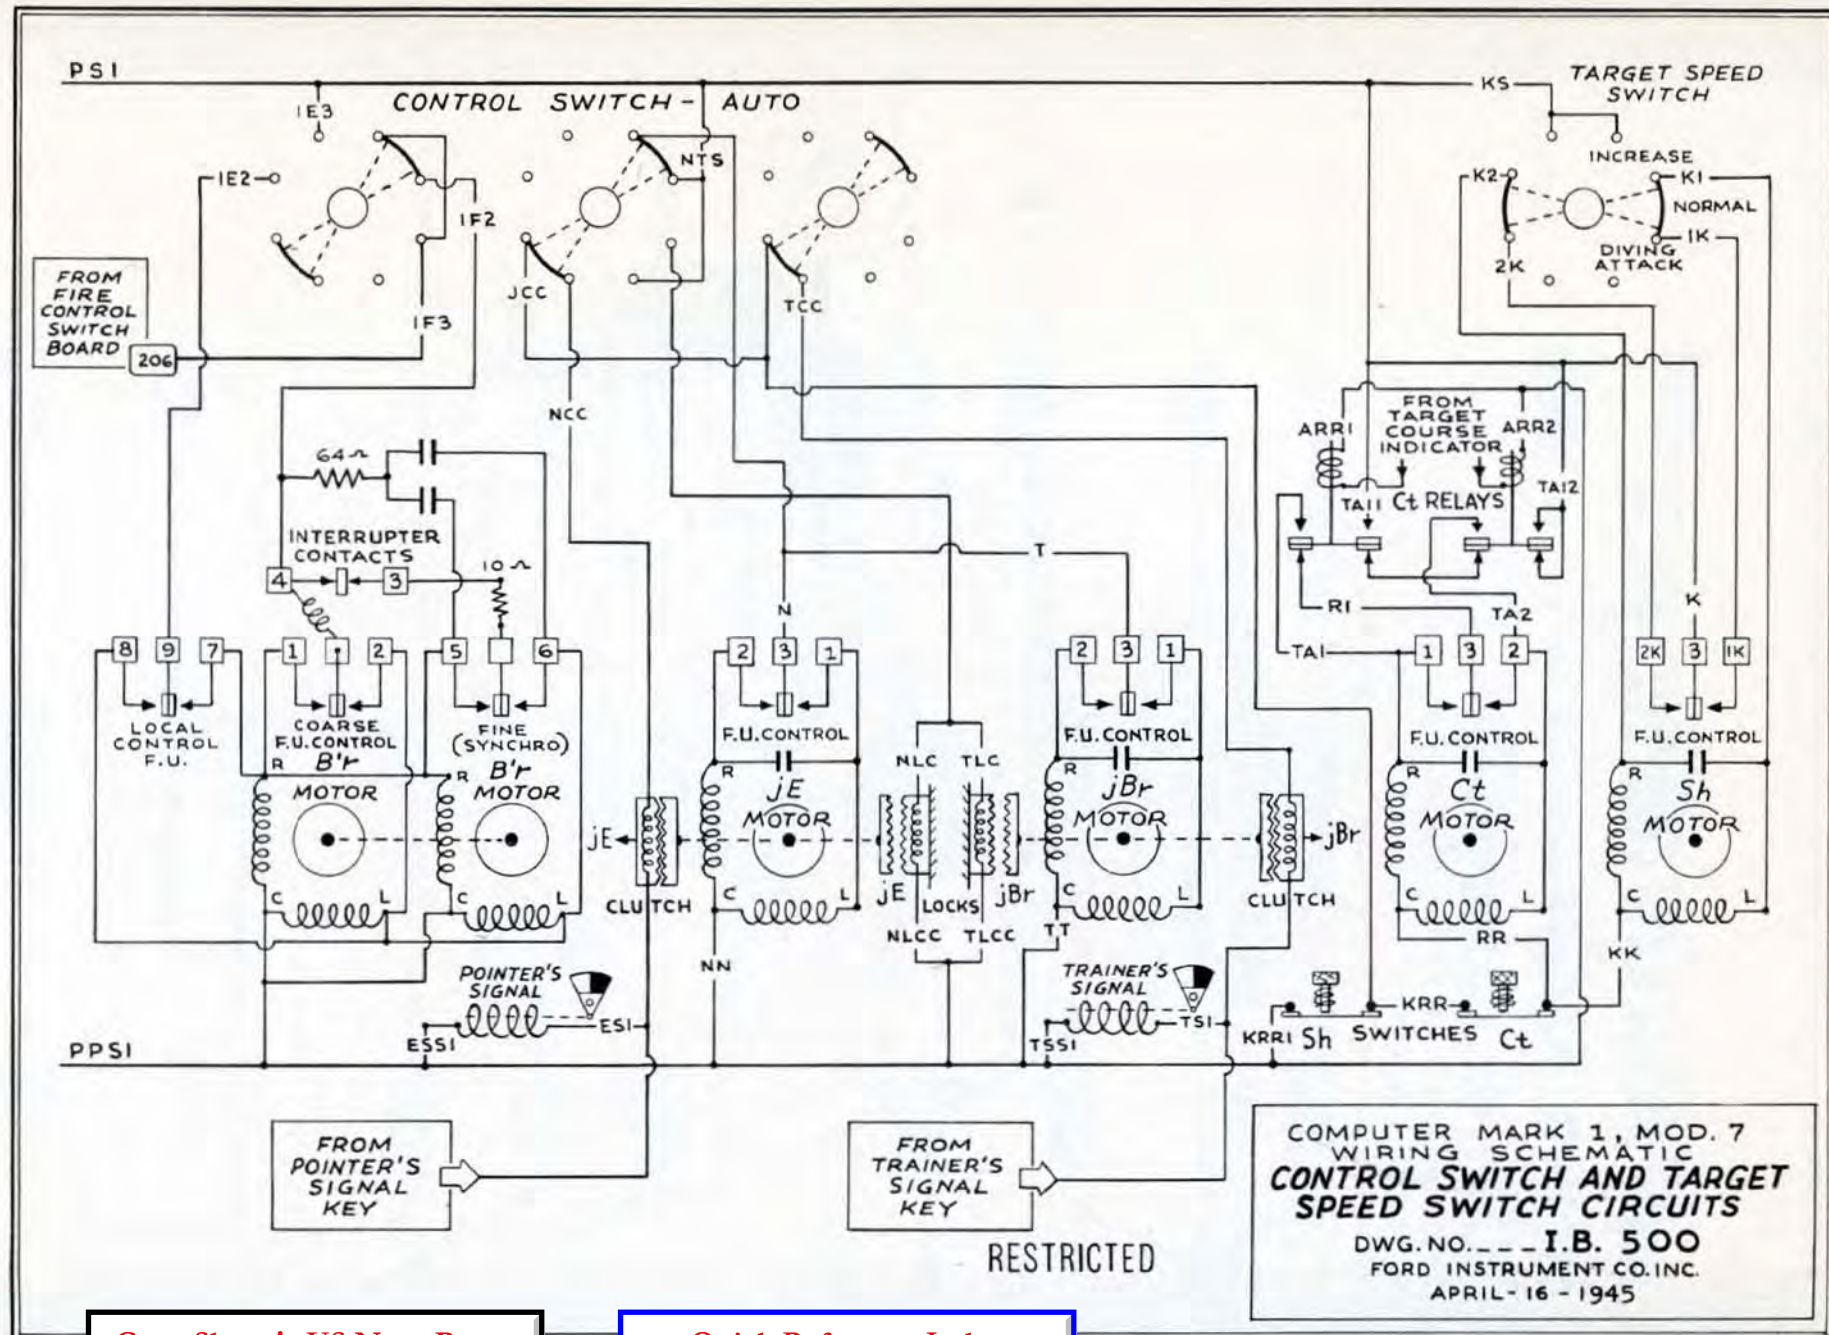 PSI
1E3
CONTROL SWITCH - AUTO
KS
TARGET SPEED
SWITCH
NTS
1E2
1F2
INCREASE
K2
K1
NORMAL
1K
DIVING
ATTACK
2K
FROM
FIRE
CONTROL
SWITCH
BOARD
206
1F3
JCC
TCC
NCC
FROM
TARGET
COURSE
INDICATOR
ARR1
ARR2
64Ω
TA11
Ct RELAYS
TA12
INTERRUPTER
CONTACTS
4
3
10Ω
T
N
R1
TA2
K
TA1
8
9
7
1
2
5
6
2
3
1
2
3
1
1
3
2
2K
3
1K
LOCAL
CONTROL
F.U.
COARSE
F.U. CONTROL
B'r
MOTOR
FINE
(SYNCHRO)
B'r
MOTOR
F.U. CONTROL
jE
MOTOR
F.U. CONTROL
jBr
MOTOR
F.U. CONTROL
Ct
MOTOR
F.U. CONTROL
Sh
MOTOR
R
R
R
R
R
R
NLC
TLC
jE
CLUTCH
jE
LOCKS
jBr
jBr
CLUTCH
C
L
C
L
C
L
C
L
C
L
C
L
NLCC
TLCC
TT
RR
KK
NN
POINTER'S
SIGNAL
ES1
ESS1
TRAINER'S
SIGNAL
TS1
TSS1
KRR
KRR1
Sh
SWITCHES
Ct
PPSI
FROM
POINTER'S
SIGNAL
KEY
FROM
TRAINER'S
SIGNAL
KEY
COMPUTER MARK 1, MOD. 7
WIRING SCHEMATIC
CONTROL SWITCH AND TARGET
SPEED SWITCH CIRCUITS
DWG. NO.____I.B. 500
FORD INSTRUMENT CO. INC.
APRIL-16-1945
RESTRICTED